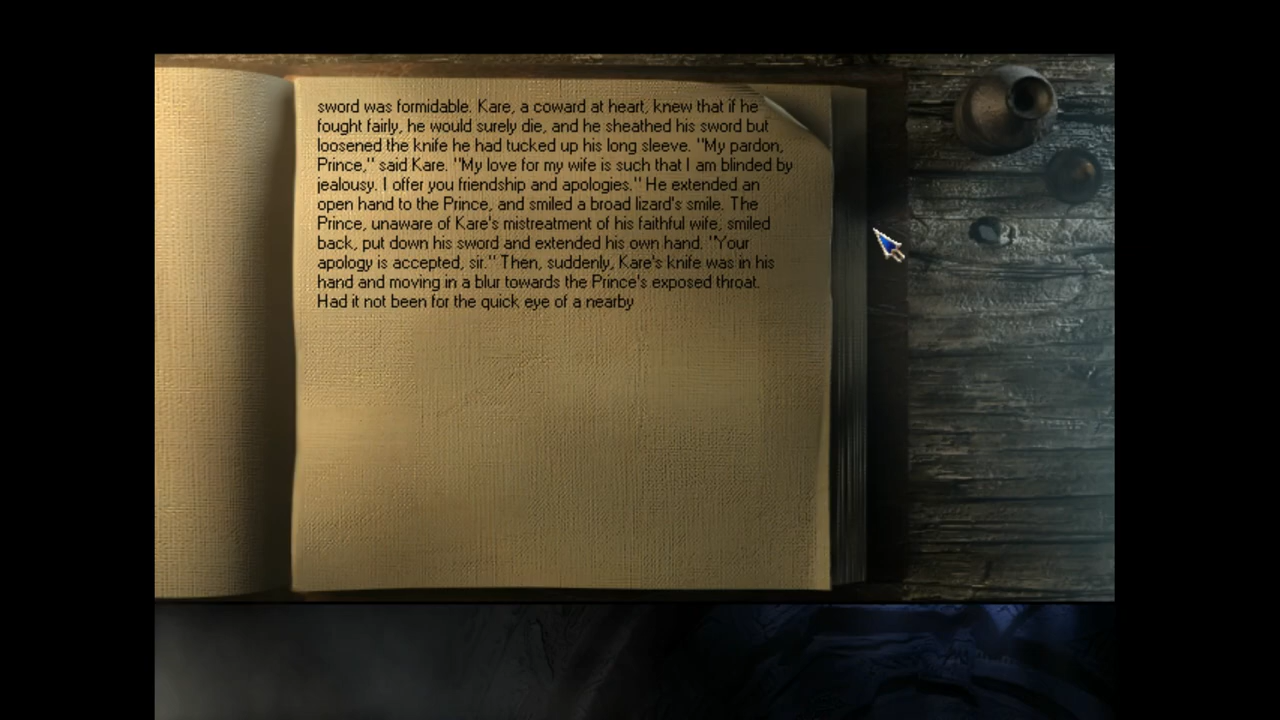 sword was formidable. Kare, a coward at heart, knew that if he
fought fairly, he would surely die, and he sheathed his sword but
loosened the knife he had tucked up his long sleeve. "My pardon,
Prince," said Kare. "My love for my wife is such that I am blinded by
jealousy. I offer you friendship and apologies." He extended an
open hand to the Prince, and smiled a broad lizard's smile. The
Prince, unaware of Kare's mistreatment of his faithful wife, smiled
back, put down his sword and extended his own hand. "Your
apology is accepted, sir." Then, suddenly, Kare's knife was in his
hand and moving in a blur towards the Prince's exposed throat.
Had it not been for the quick eye of a nearby